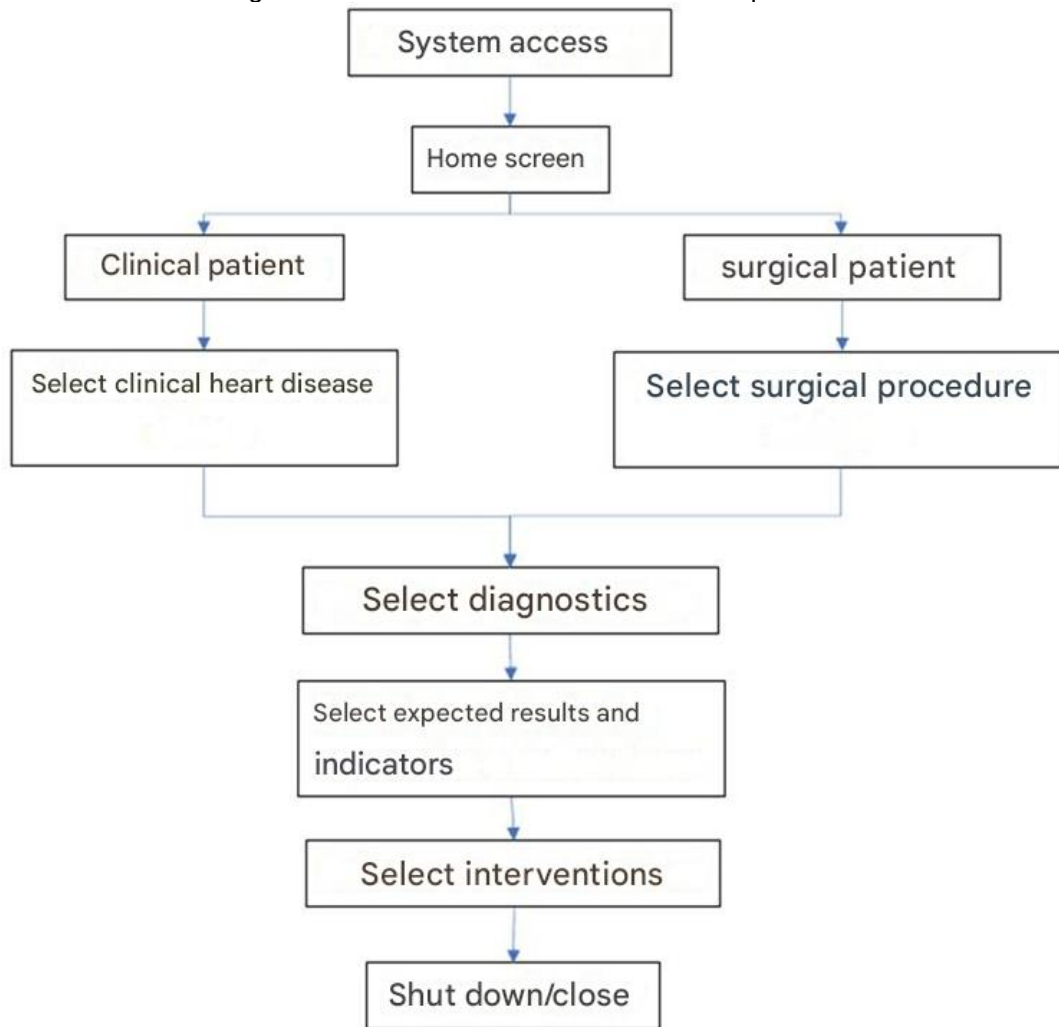 System access
Home screen
Clinical patient
surgical patient
Select clinical heart disease
Select surgical procedure
Select diagnostics
Select expected results and
indicators
Select interventions
Shut down/close